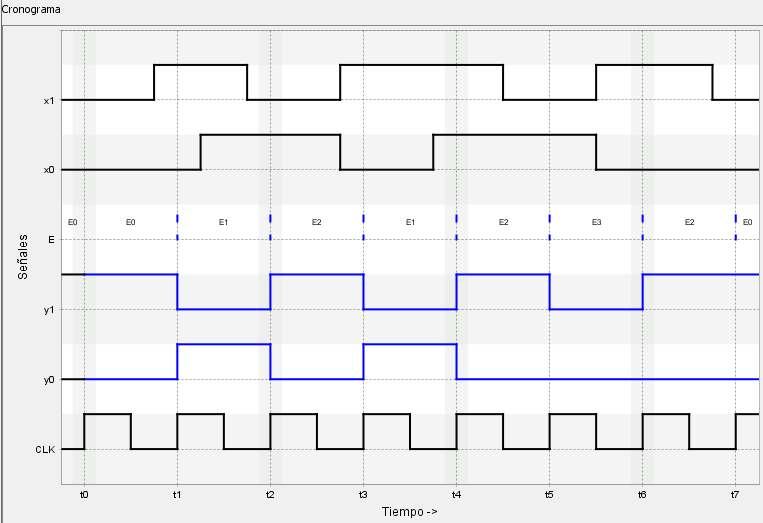 Cronograma
Señales
x1
x0
E0 E0 E1 E2 E1 E2 E3 E2 E0
E
y1
y0
CLK
t0 t1 t2 t3 t4 t5 t6 t7
Tiempo ->